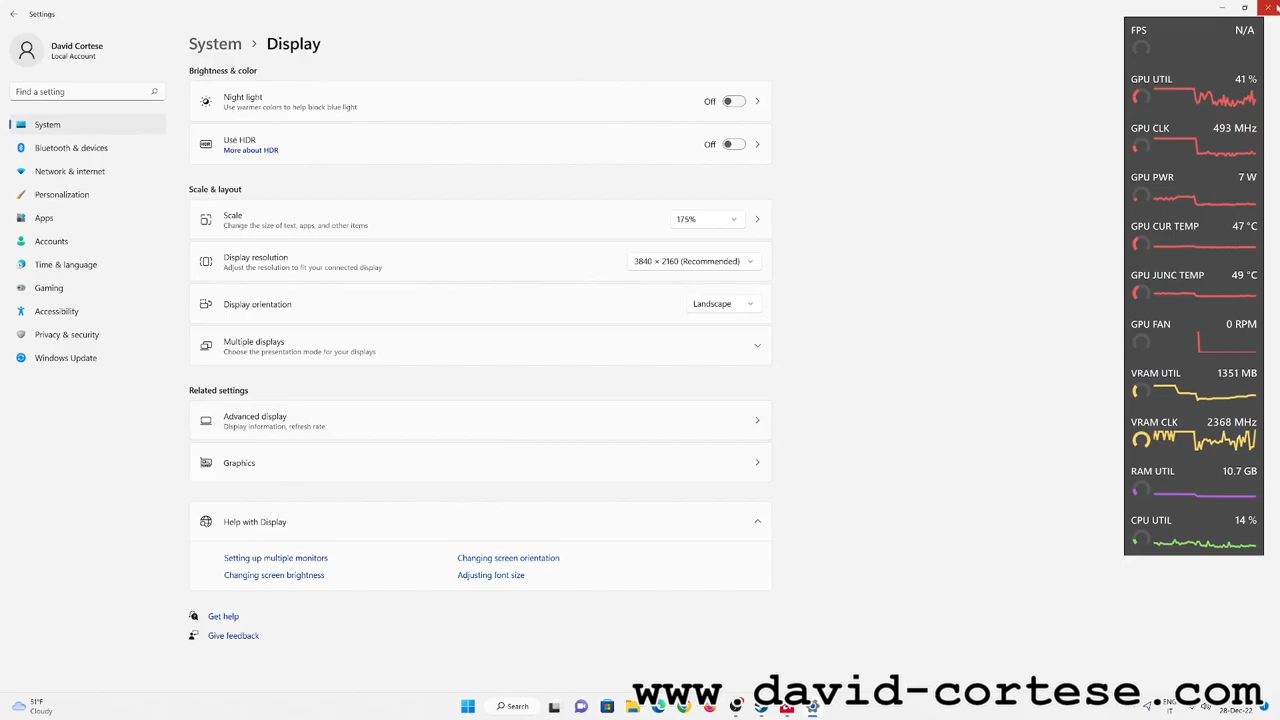 Settings
David Cortese
Local Account
Find a setting
System
Bluetooth & devices
Network & internet
Personalization
Apps
Accounts
Time & language
Gaming
Accessibility
Privacy & security
Windows Update
System > Display
Brightness & color
Night light
Use warmer colors to help block blue light
Off
Use HDR
More about HDR
Off
Scale & layout
Scale
Change the size of text, apps, and other items
175%
Display resolution
Adjust the resolution to fit your connected display
3840 × 2160 (Recommended)
Display orientation
Landscape
Multiple displays
Choose the presentation mode for your displays
Related settings
Advanced display
Display information, refresh rate
Graphics
Help with Display
Setting up multiple monitors
Changing screen orientation
Changing screen brightness
Adjusting font size
Get help
Give feedback
FPS N/A
GPU UTIL 41 %
GPU CLK 493 MHz
GPU PWR 7 W
GPU CUR TEMP 47 °C
GPU JUNC TEMP 49 °C
GPU FAN 0 RPM
VRAM UTIL 1351 MB
VRAM CLK 2368 MHz
RAM UTIL 10.7 GB
CPU UTIL 14 %
www.david-cortese.com
51°F
Cloudy
Search
ENG
IT
28-Dec-22